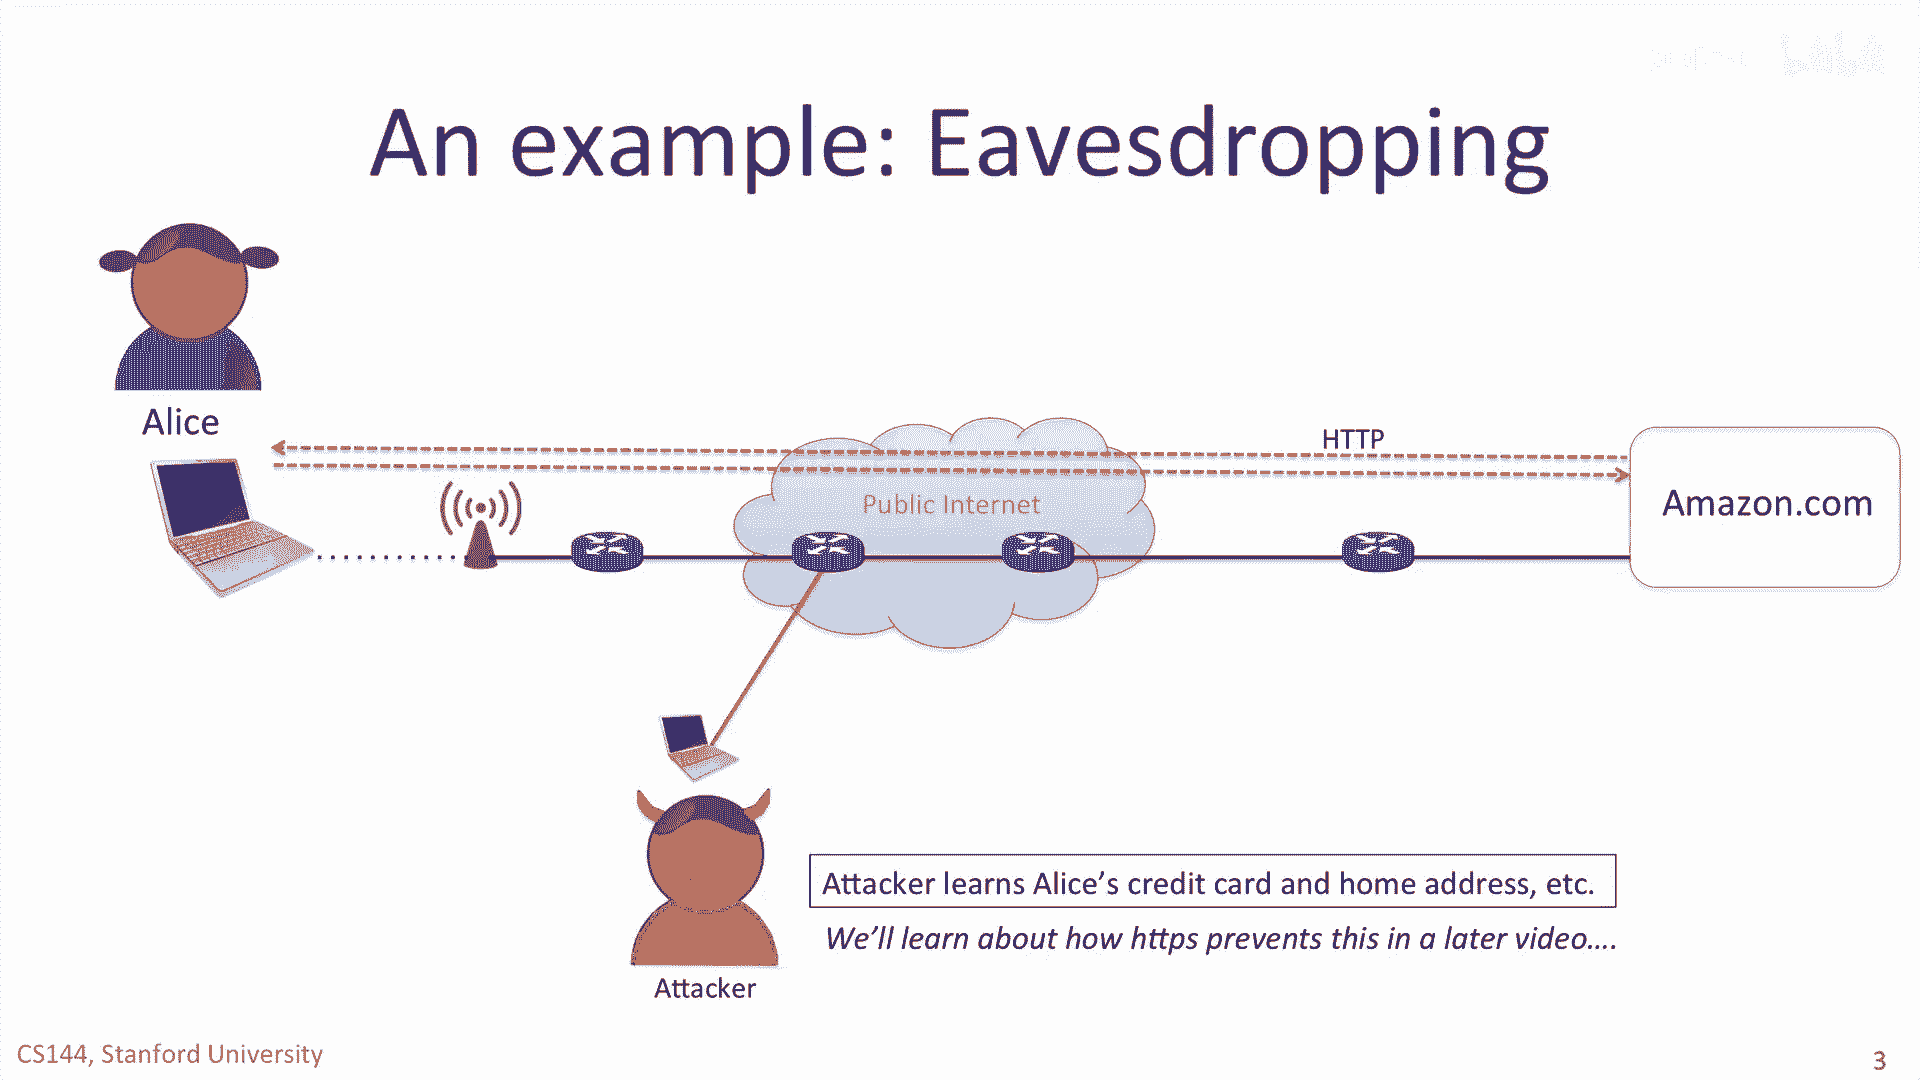 An example: Eavesdropping
Alice
HTTP
Public Internet
Amazon.com
Attacker learns Alice's credit card and home address, etc.
We'll learn about how https prevents this in a later video....
Attacker
CS144, Stanford University
3